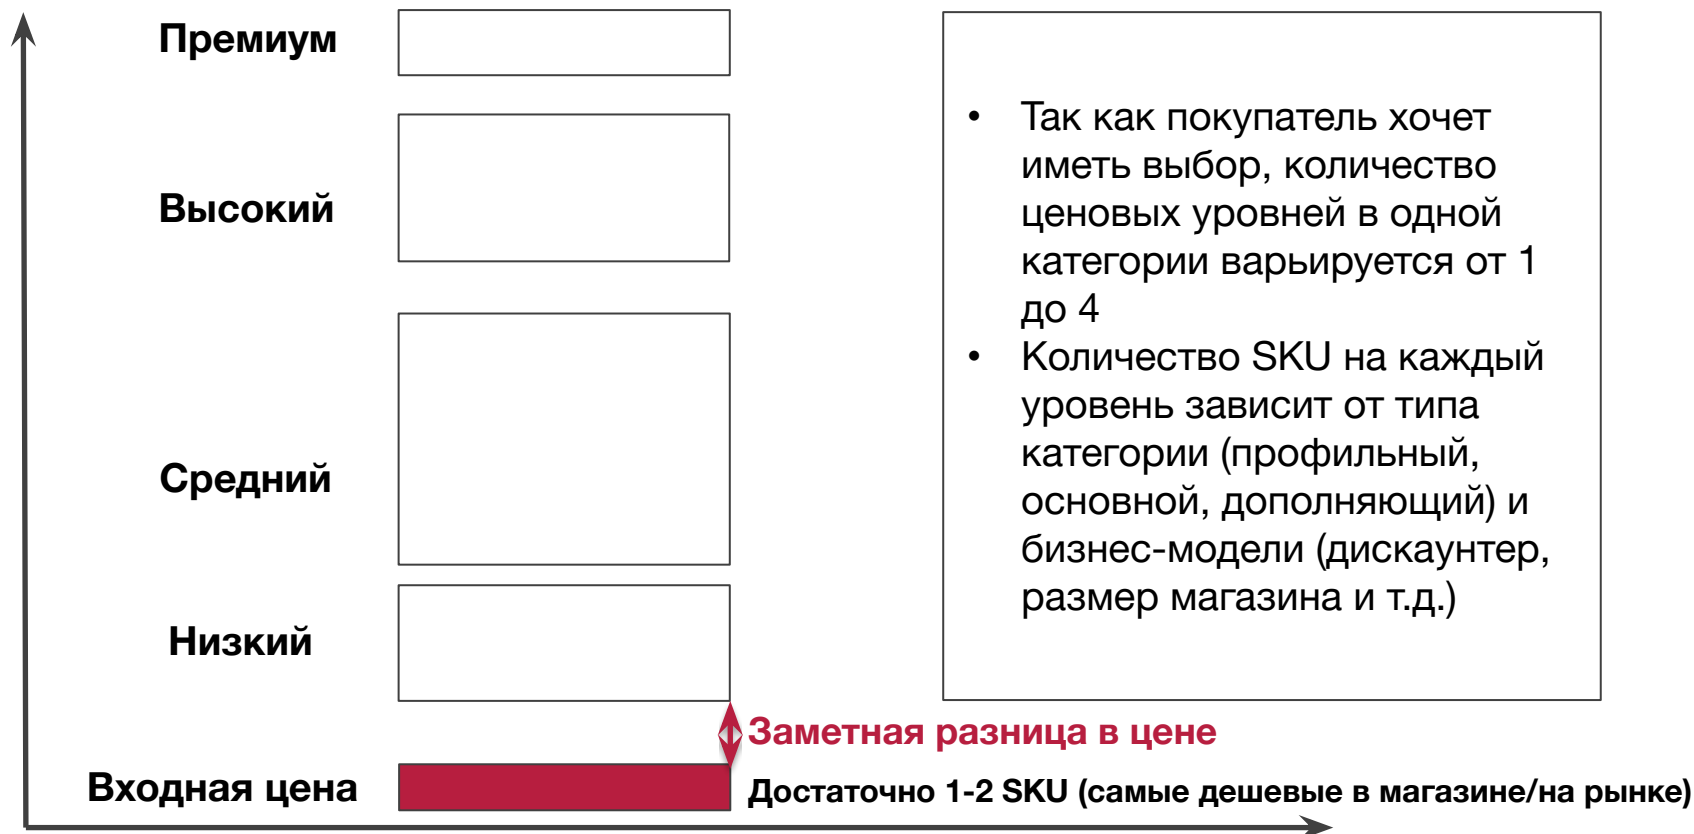 Премиум
Высокий
Средний
Низкий
Входная цена
• Так как покупатель хочет
иметь выбор, количество
ценовых уровней в одной
категории варьируется от 1
до 4
• Количество SKU на каждый
уровень зависит от типа
категории (профильный,
основной, дополняющий) и
бизнес-модели (дискаунтер,
размер магазина и т.д.)
Заметная разница в цене
Достаточно 1-2 SKU (самые дешевые в магазине/на рынке)